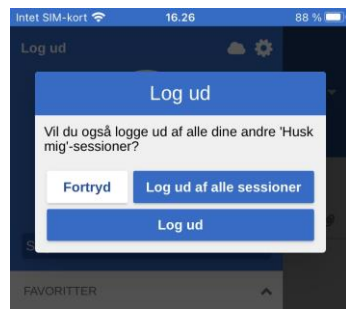 Intet SIM-kort 16.26 88 %
Log ud
Log ud
Vil du også logge ud af alle dine andre 'Husk
mig'-sessioner?
Fortryd Log ud af alle sessioner
Log ud
S
FAVORITTER